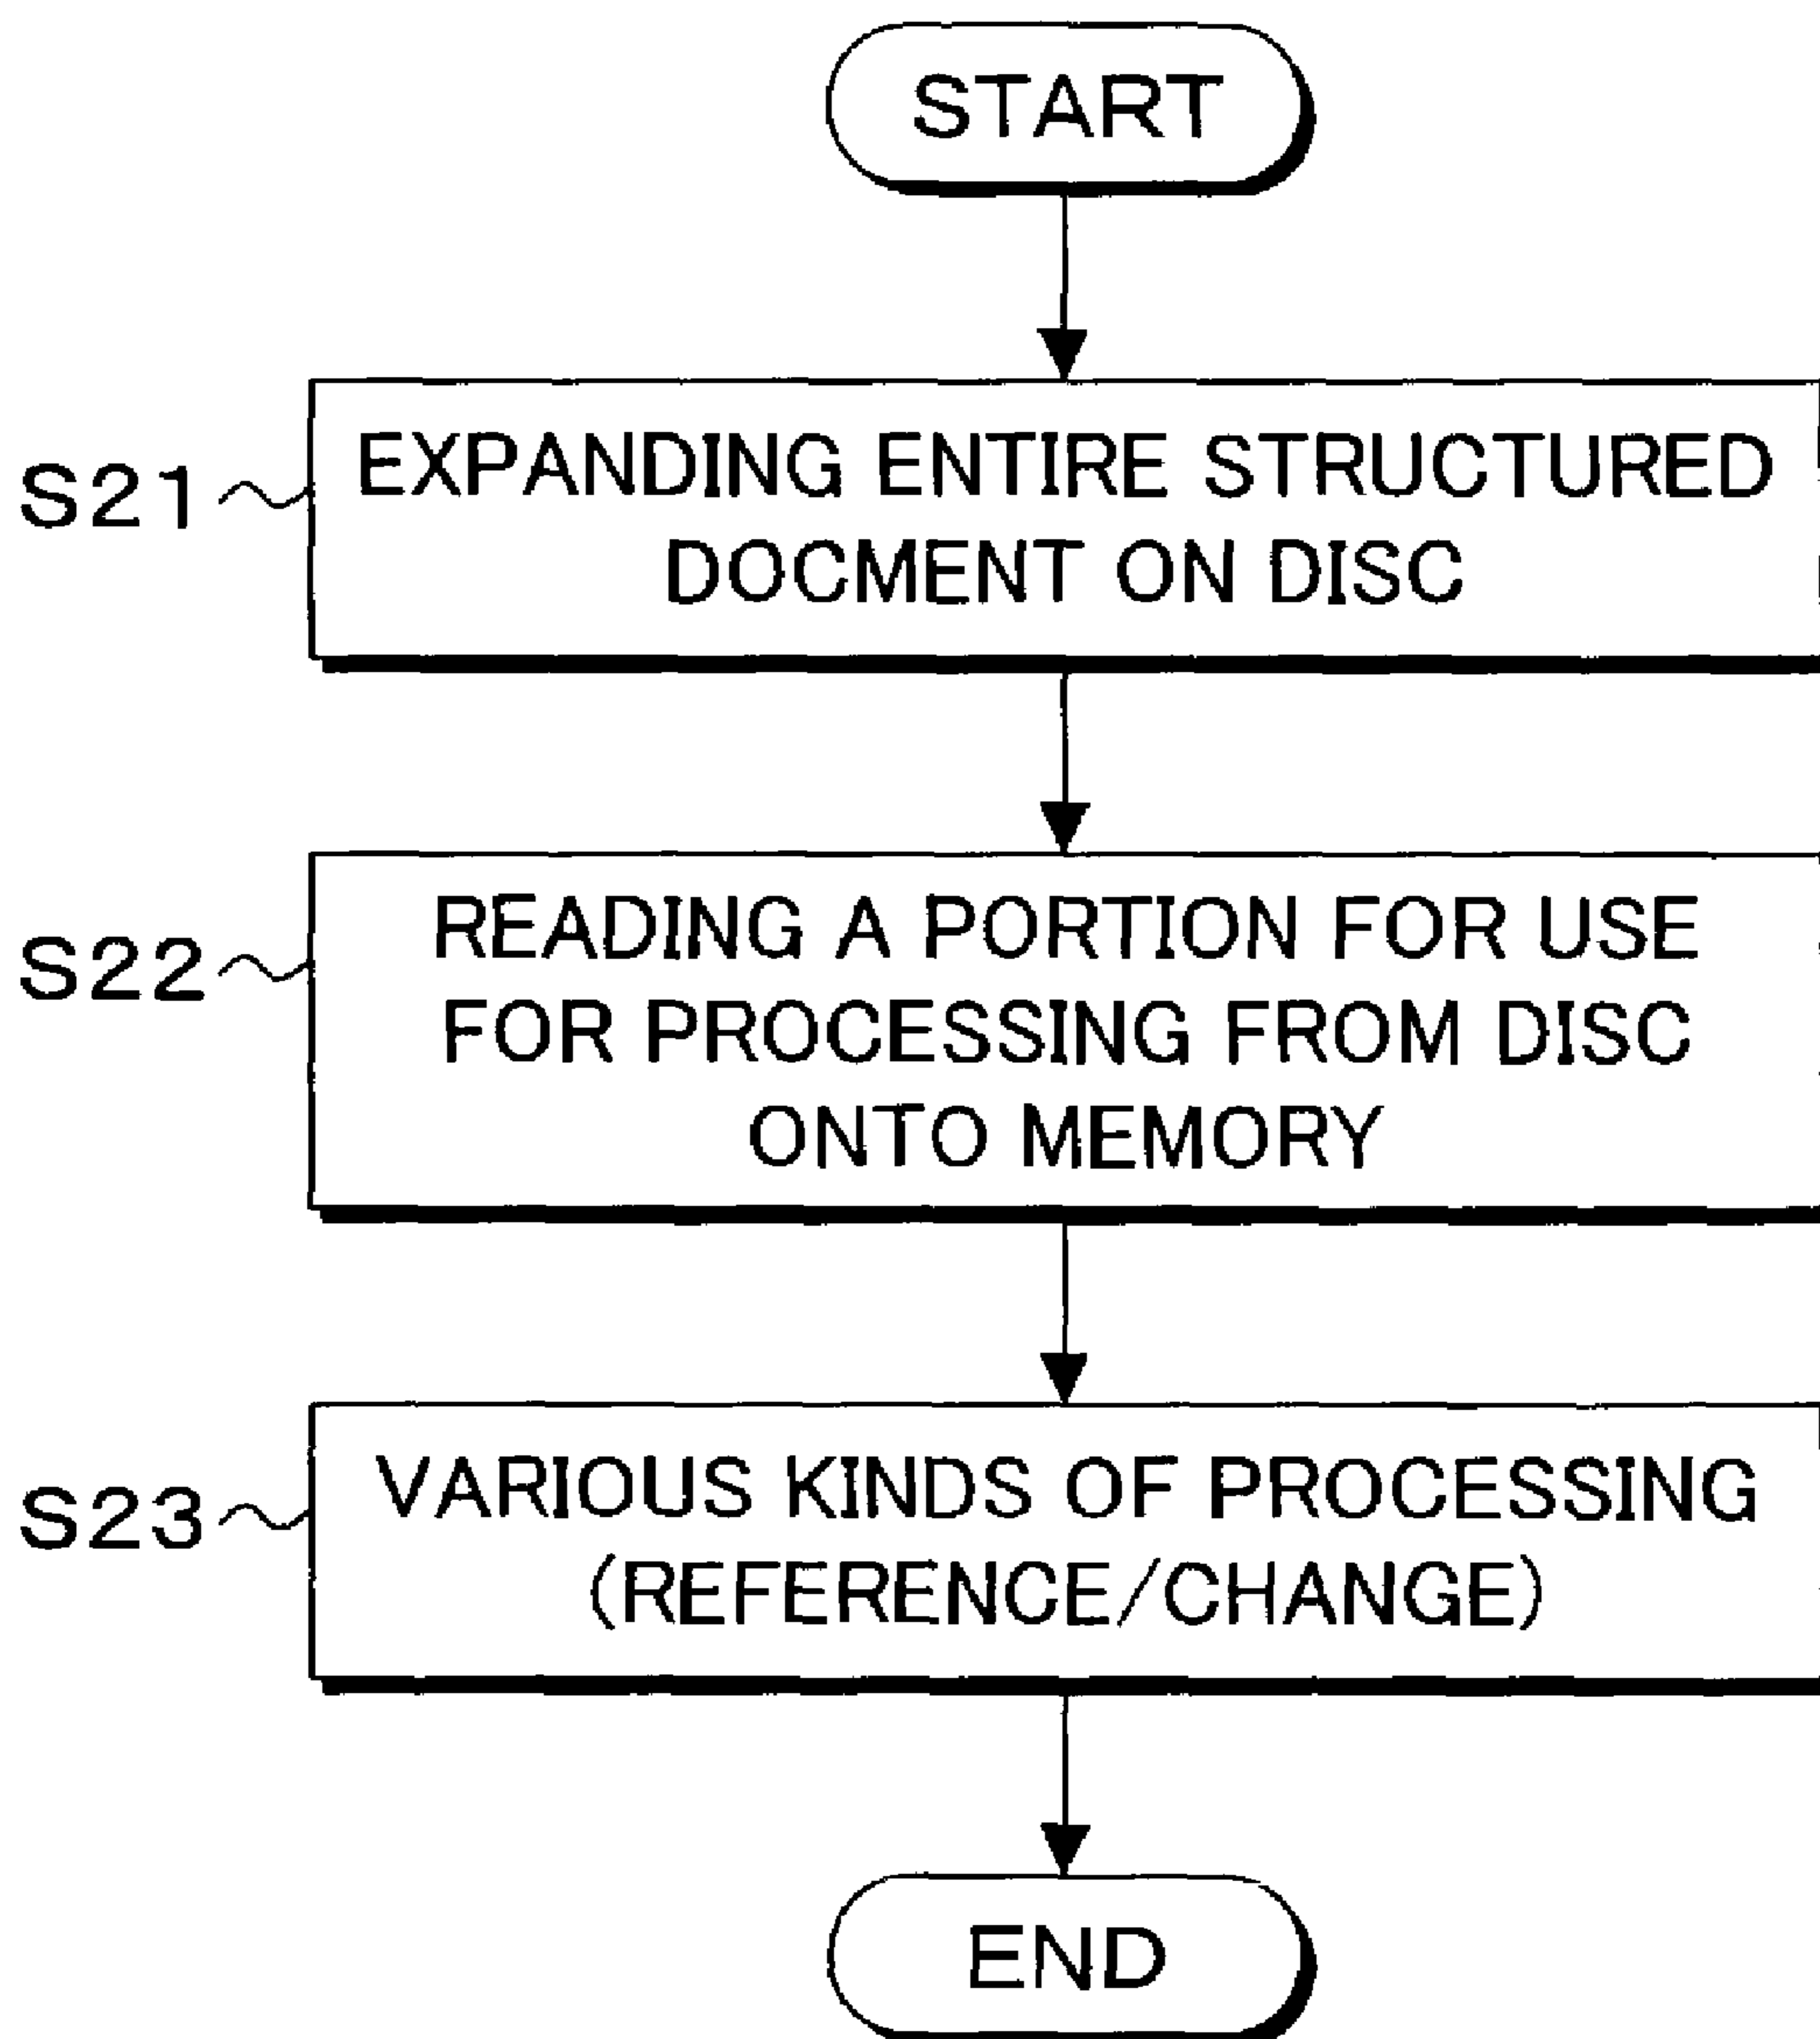 START
S21
EXPANDING ENTIRE STRUCTURED
DOCMENT ON DISC
S22
READING A PORTION FOR USE
FOR PROCESSING FROM DISC
ONTO MEMORY
S23
VARIOUS KINDS OF PROCESSING
(REFERENCE/CHANGE)
END